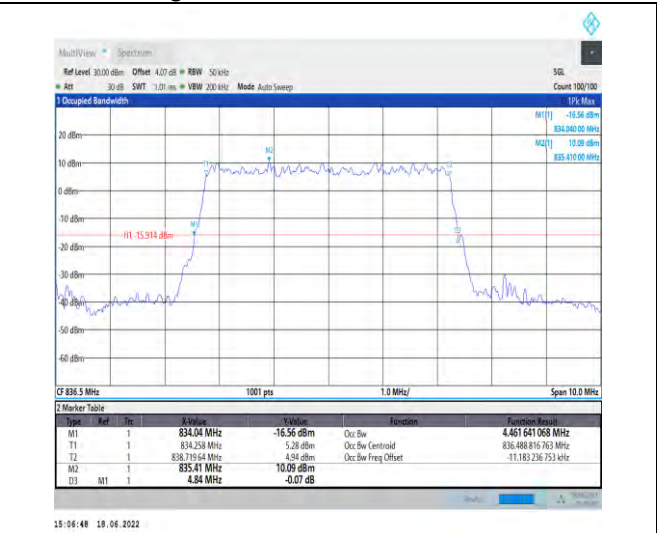 MultiView Spectrum
Ref Level 30.00 dBm Offset 4.07 dB RBW 50 kHz SGL
Att 30 dB SWT 1.01 ms VBW 200 kHz Mode Auto Sweep Count 100/100
1 Occupied Bandwidth 1Pk Max
M1[1] -16.56 dBm
834.040 00 MHz
M2[1] 10.09 dBm
835.410 00 MHz
20 dBm
M2
10 dBm T1 T2
0 dBm
-10 dBm
M1
H1 -15.914 dBm
D3
-20 dBm
-30 dBm
-40 dBm
-50 dBm
-60 dBm
CF 836.5 MHz 1001 pts 1.0 MHz/ Span 10.0 MHz
2 Marker Table
Type Ref Trc X-Value Y-Value Function Function Result
M1 1 834.04 MHz -16.56 dBm Occ Bw 4.461 641 068 MHz
T1 1 834.258 MHz 5.28 dBm Occ Bw Centroid 836.488 816 763 MHz
T2 1 838.719 64 MHz 4.94 dBm Occ Bw Freq Offset -11.183 236 753 kHz
M2 1 835.41 MHz 10.09 dBm
D3 M1 1 4.84 MHz -0.07 dB
15:06:48 18.06.2022